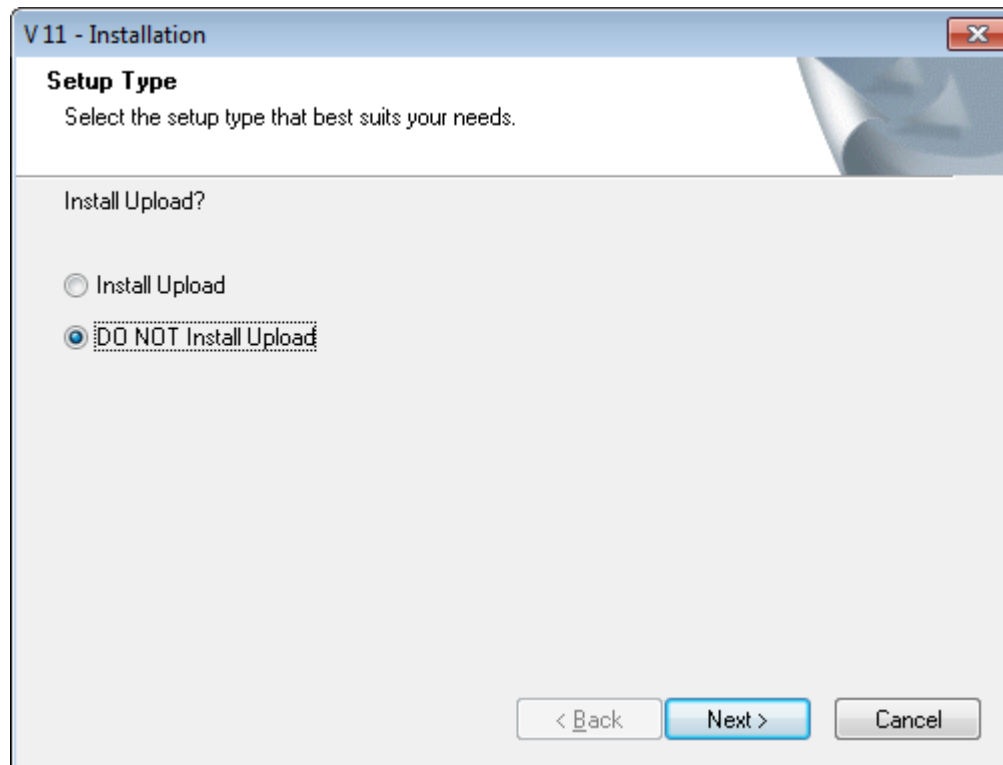 V 11 - Installation
Setup Type
Select the setup type that best suits your needs.
Install Upload?
Install Upload
DO NOT Install Upload
< Back Next > Cancel